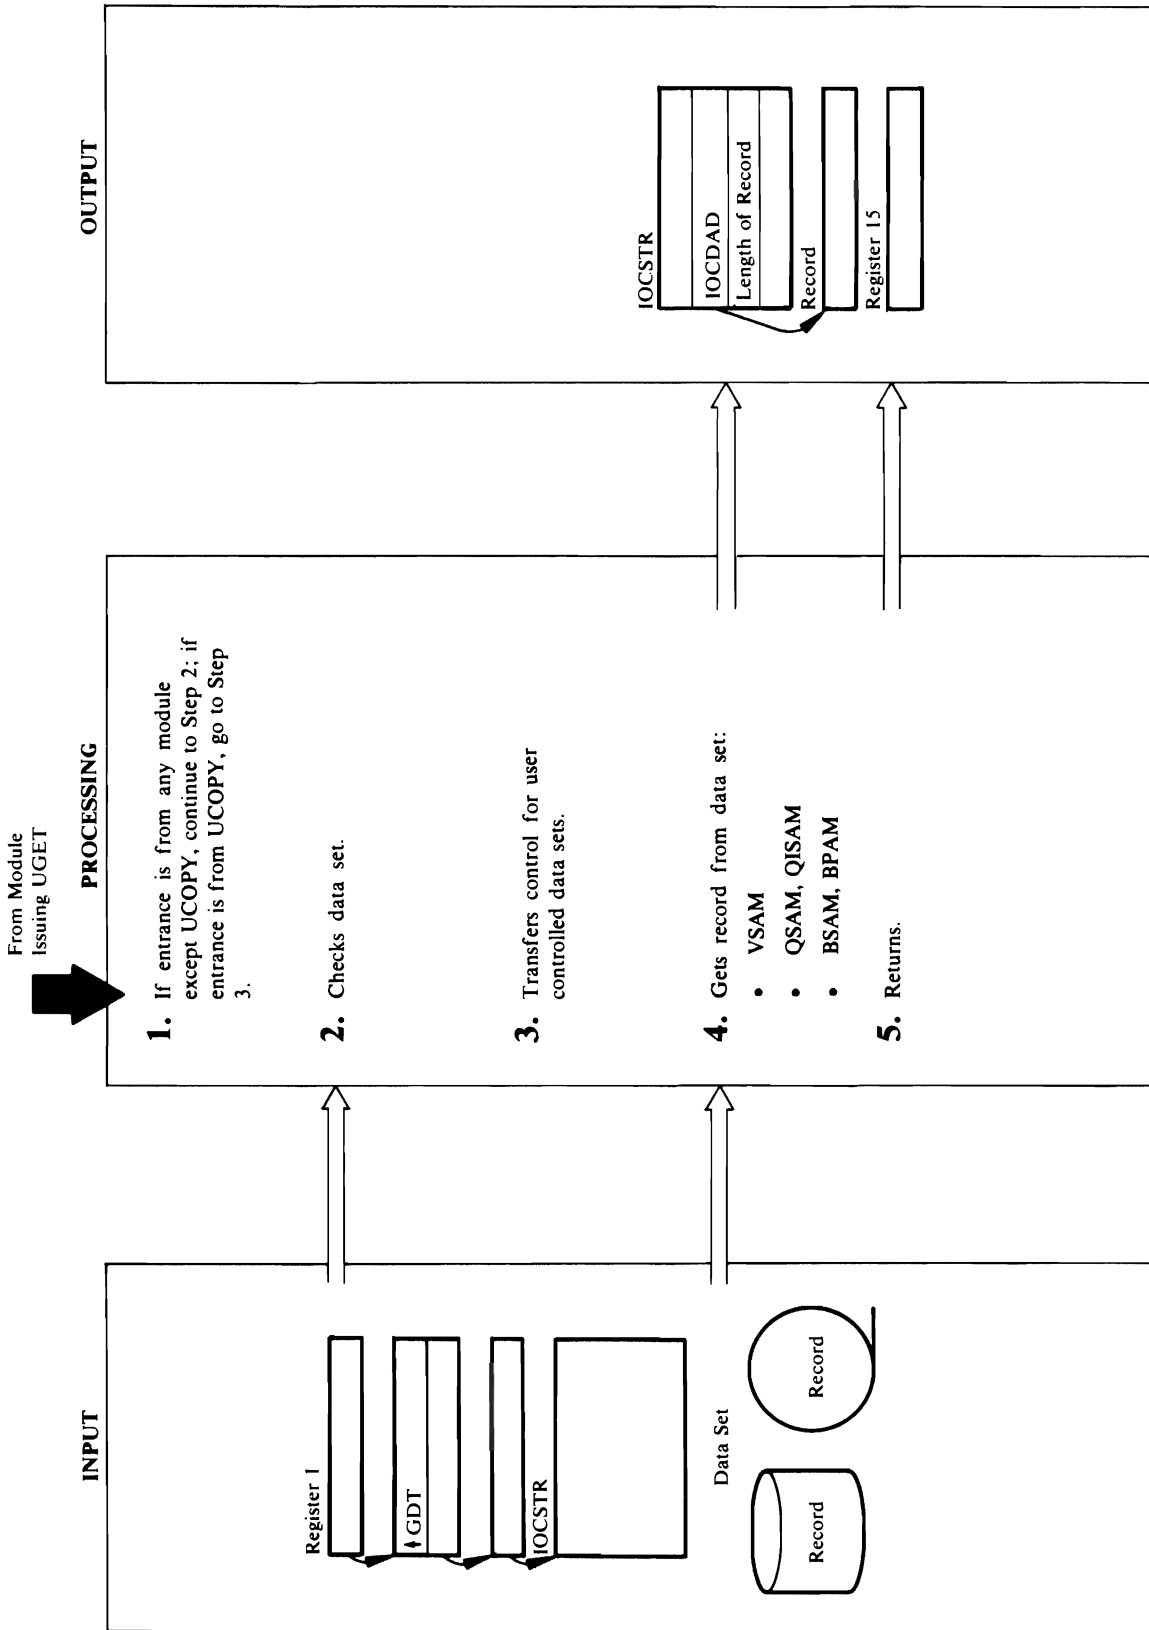 From Module
Issuing UGET
INPUT
PROCESSING
OUTPUT
Register 1
GDT
IOCSTR
Data Set
Record
Record
1. If entrance is from any module
except UCOPY, continue to Step 2; if
entrance is from UCOPY, go to Step
3.
2. Checks data set.
3. Transfers control for user
controlled data sets.
4. Gets record from data set:
• VSAM
• QSAM, QISAM
• BSAM, BPAM
5. Returns.
IOCSTR
IOCDAD
Length of Record
Record
Register 15